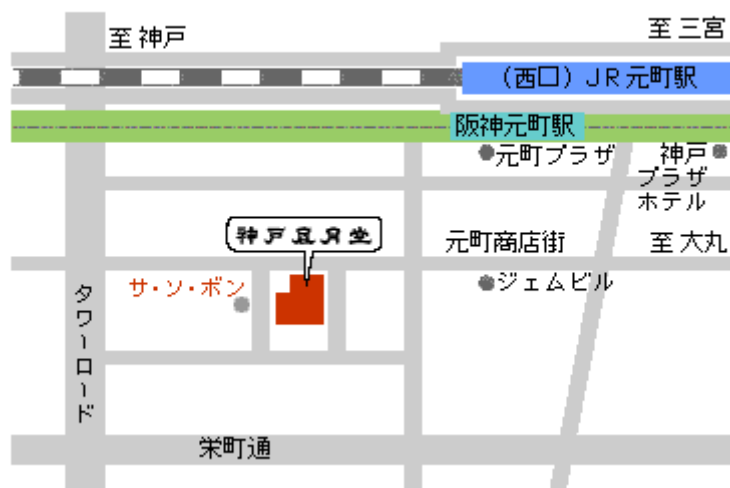 至 神戸
至 三宮
(西口) JR 元町駅
阪神元町駅
元町プラザ
神戸
プラザ
ホテル
神戸凮月堂
元町商店街
至 大丸
サ・ソ・ボン
ジェムビル
タワーロード
栄町通